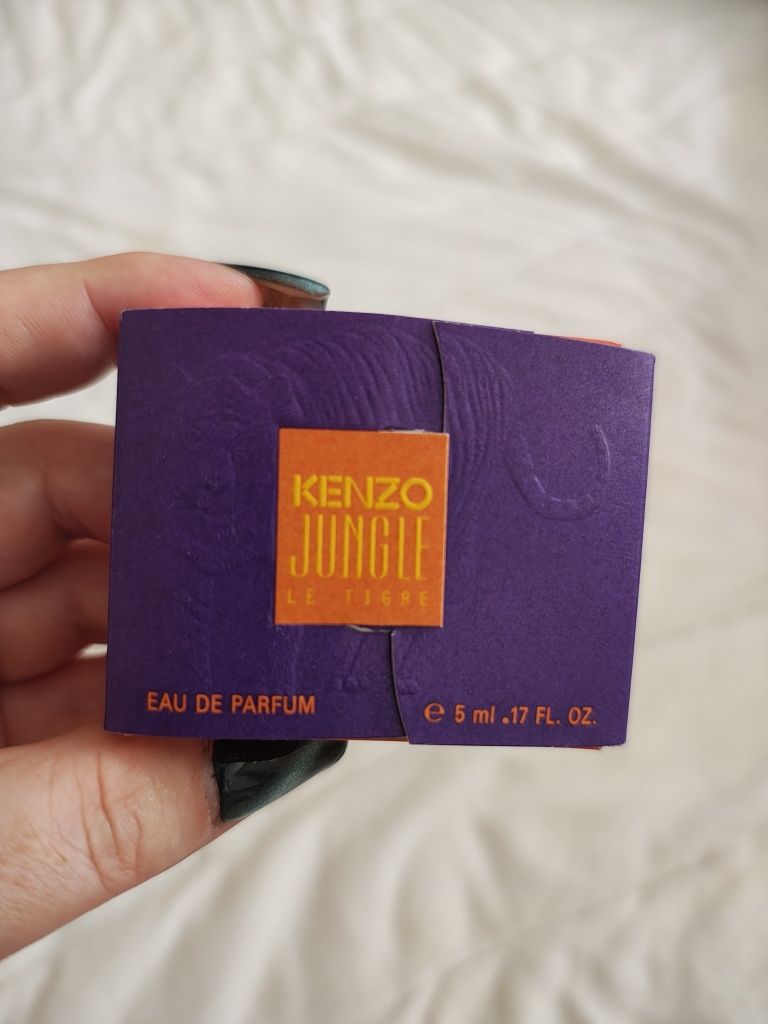 KENZO
JUNGLE
LE TIGRE
EAU DE PARFUM
℮ 5 ml .17 FL. OZ.